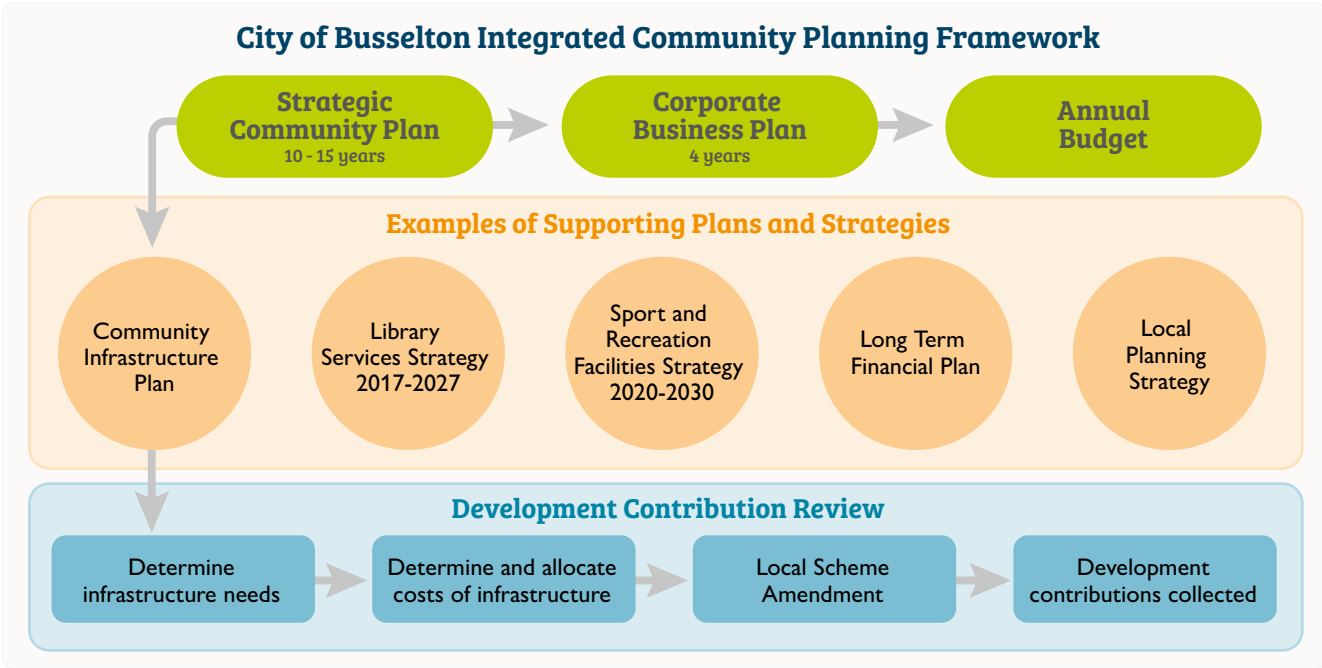 City of Busselton Integrated Community Planning Framework
Strategic
Community Plan
10 - 15 years
Corporate
Business Plan
4 years
Annual
Budget
Examples of Supporting Plans and Strategies
Community
Infrastructure
Plan
Library
Services Strategy
2017-2027
Sport and
Recreation
Facilities Strategy
2020-2030
Long Term
Financial Plan
Local
Planning
Strategy
Development Contribution Review
Determine
infrastructure needs
Determine and allocate
costs of infrastructure
Local Scheme
Amendment
Development
contributions collected